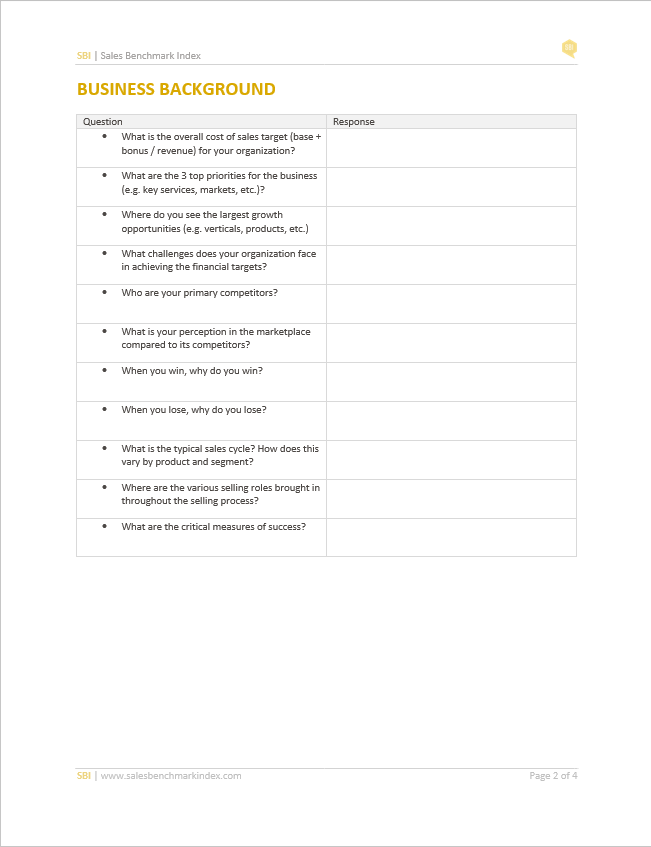 SBI | Sales Benchmark Index
SBI
BUSINESS BACKGROUND
Question Response
• What is the overall cost of sales target (base +
bonus / revenue) for your organization?
• What are the 3 top priorities for the business
(e.g. key services, markets, etc.)?
• Where do you see the largest growth
opportunities (e.g. verticals, products, etc.)
• What challenges does your organization face
in achieving the financial targets?
• Who are your primary competitors?
• What is your perception in the marketplace
compared to its competitors?
• When you win, why do you win?
• When you lose, why do you lose?
• What is the typical sales cycle? How does this
vary by product and segment?
• Where are the various selling roles brought in
throughout the selling process?
• What are the critical measures of success?
SBI | www.salesbenchmarkindex.com Page 2 of 4